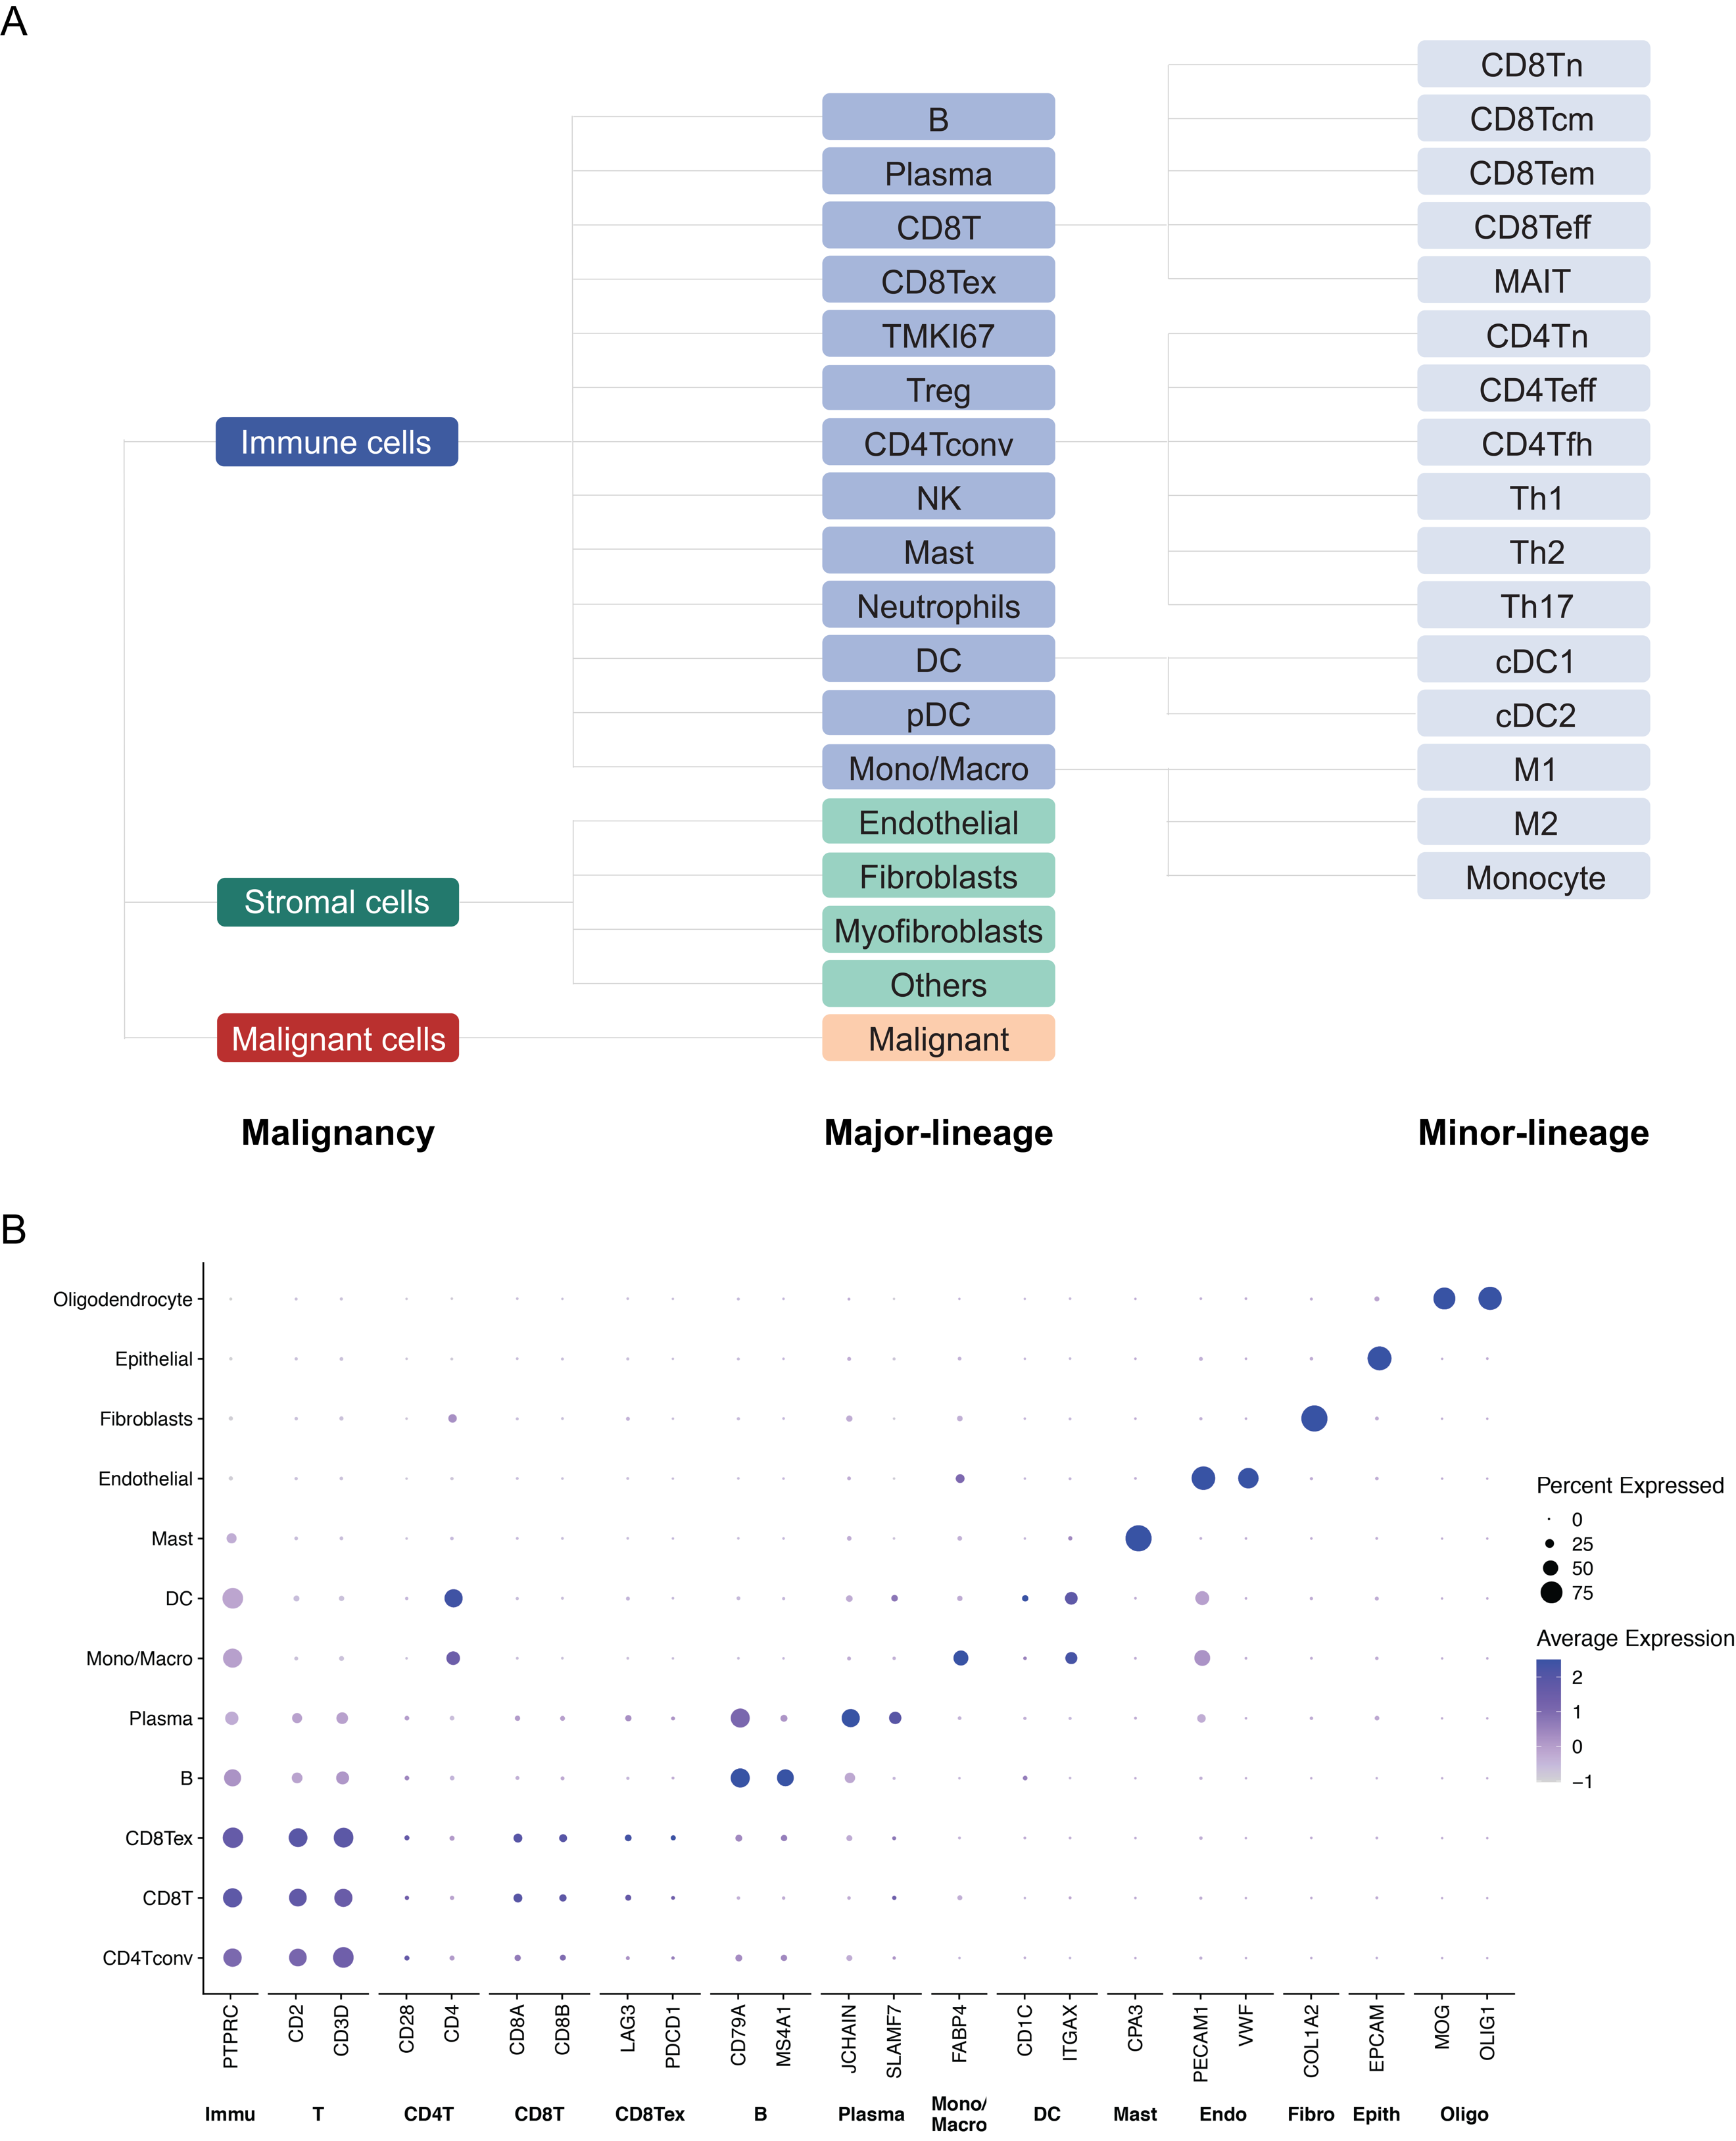 A
CD8Tn
B
CD8Tcm
Plasma
CD8Tem
CD8T
CD8Teff
CD8Tex
MAIT
TMKI67
CD4Tn
Treg
CD4Teff
Immune cells
CD4Tconv
CD4Tfh
NK
Th1
Mast
Th2
Neutrophils
Th17
DC
cDC1
pDC
cDC2
Mono/Macro
M1
Endothelial
M2
Fibroblasts
Monocyte
Stromal cells
Myofibroblasts
Others
Malignant cells
Malignant
Malignancy
Major-lineage
Minor-lineage
B
Oligodendrocyte
Epithelial
Fibroblasts
Endothelial
Mast
DC
Mono/Macro
Plasma
B
CD8Tex
CD8T
CD4Tconv
Percent Expressed
0
25
50
75
Average Expression
2
1
0
−1
PTPRC
CD2
CD3D
CD28
CD4
CD8A
CD8B
LAG3
PDCD1
CD79A
MS4A1
JCHAIN
SLAMF7
FABP4
CD1C
ITGAX
CPA3
PECAM1
VWF
COL1A2
EPCAM
MOG
OLIG1
Immu
T
CD4T
CD8T
CD8Tex
B
Plasma
Mono/
Macro
DC
Mast
Endo
Fibro
Epith
Oligo